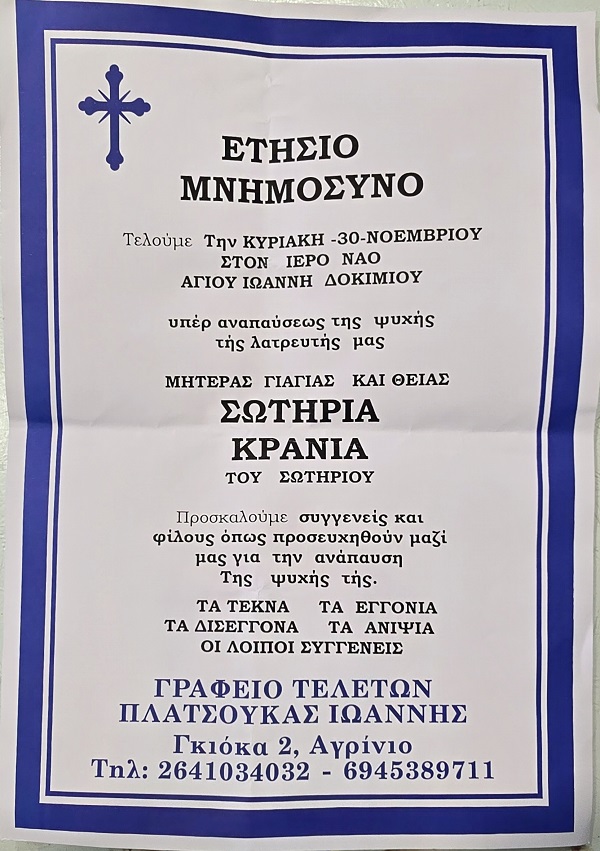 ΕΤΗΣΙΟ
ΜΝΗΜΟΣΥΝΟ
Τελούμε Την ΚΥΡΙΑΚΗ -30-ΝΟΕΜΒΡΙΟΥ
ΣΤΟΝ ΙΕΡΟ ΝΑΟ
ΑΓΙΟΥ ΙΩΑΝΝΗ ΔΟΚΙΜΙΟΥ
υπέρ αναπαύσεως της ψυχής
τής λατρευτής μας
ΜΗΤΕΡΑΣ ΓΙΑΓΙΑΣ ΚΑΙ ΘΕΙΑΣ
ΣΩΤΗΡΙΑ
ΚΡΑΝΙΑ
ΤΟΥ ΣΩΤΗΡΙΟΥ
Προσκαλούμε συγγενείς και
φίλους όπως προσευχηθούν μαζί
μας για την ανάπαυση
Της ψυχής τής.
ΤΑ ΤΕΚΝΑ ΤΑ ΕΓΓΟΝΙΑ
ΤΑ ΔΙΣΕΓΓΟΝΑ ΤΑ ΑΝΙΨΙΑ
ΟΙ ΛΟΙΠΟΙ ΣΥΓΓΕΝΕΙΣ
ΓΡΑΦΕΙΟ ΤΕΛΕΤΩΝ
ΠΛΑΤΣΟΥΚΑΣ ΙΩΑΝΝΗΣ
Γκιόκα 2, Αγρίνιο
Τηλ: 2641034032 - 6945389711